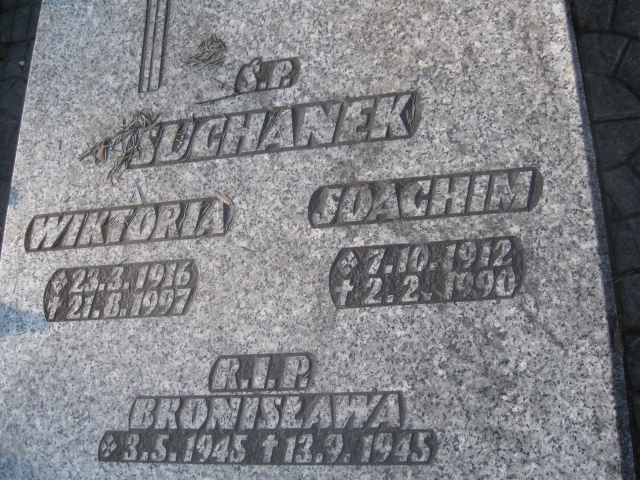 Ś.P.
SUCHANEK
WIKTORIA
23.3.1916
✝ 21.8.1997
JOACHIM
7.10.1912
✝ 2.2.1990
R.I.P.
BRONISŁAWA
3.5.1945 ✝ 13.9.1945